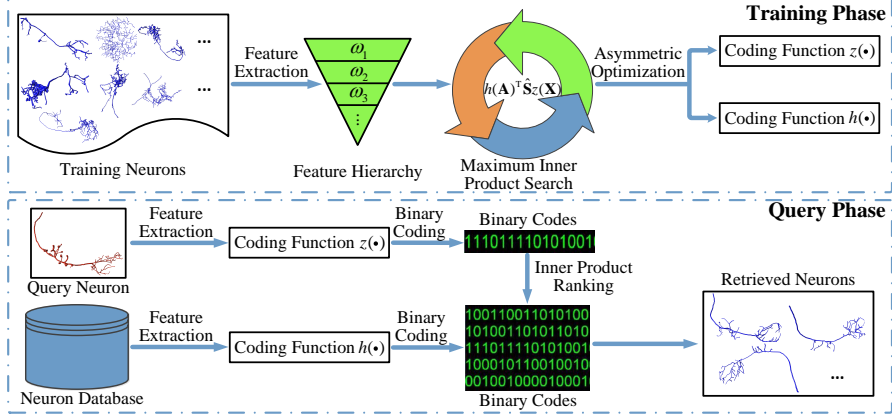 Training Phase
...
...
Training Neurons
Feature
Extraction
ω1
ω2
ω3
⋮
Feature Hierarchy
h(A)ᵀŜz(X)
Maximum Inner
Product Search
Asymmetric
Optimization
Coding Function z(•)
Coding Function h(•)
Query Phase
Query Neuron
Feature
Extraction
Coding Function z(•)
Binary
Coding
Binary Codes
1110111101010010
Inner Product
Ranking
Neuron Database
Feature
Extraction
Coding Function h(•)
Binary
Coding
100110011010100
101001101011010
111011110101001
100010110010010
001001000010001
Binary Codes
Retrieved Neurons
...